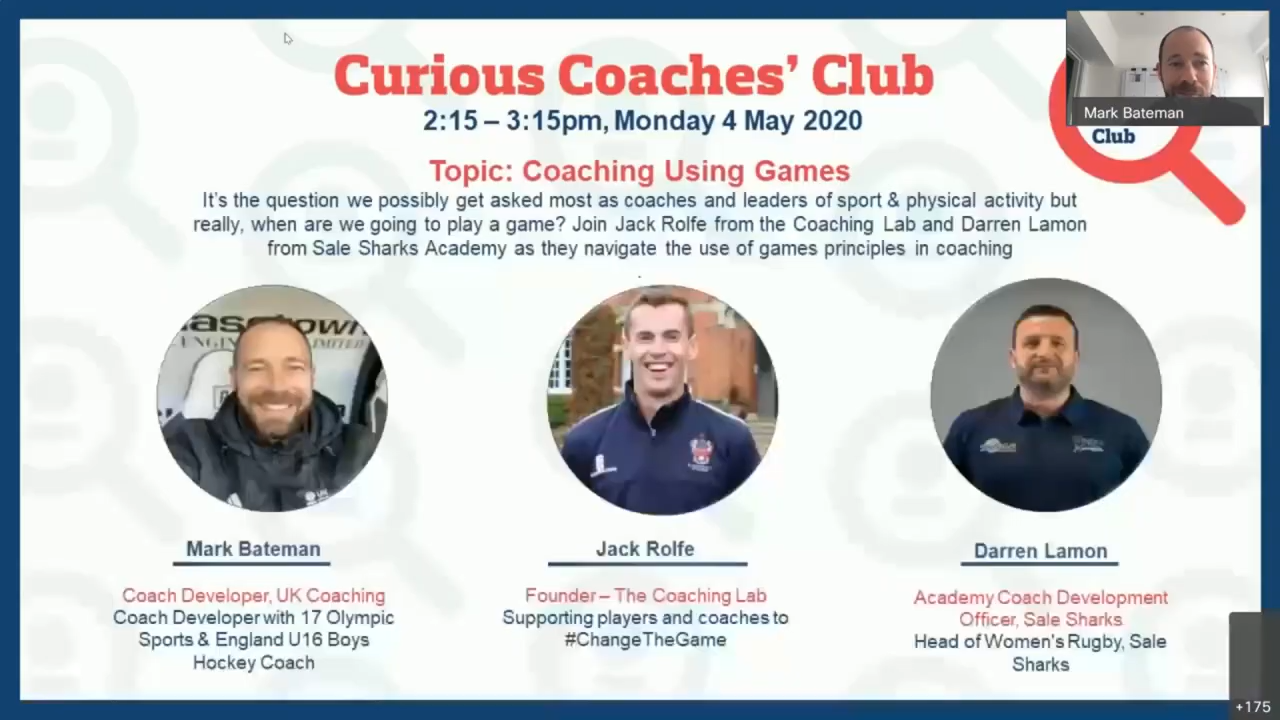 Curious Coaches' Club
2:15 – 3:15pm, Monday 4 May 2020
Mark Bateman
Club
Topic: Coaching Using Games
It's the question we possibly get asked most as coaches and leaders of sport & physical activity but
really, when are we going to play a game? Join Jack Rolfe from the Coaching Lab and Darren Lamon
from Sale Sharks Academy as they navigate the use of games principles in coaching
Mark Bateman
Coach Developer, UK Coaching
Coach Developer with 17 Olympic
Sports & England U16 Boys
Hockey Coach
Jack Rolfe
Founder – The Coaching Lab
Supporting players and coaches to
#ChangeTheGame
Darren Lamon
Academy Coach Development
Officer, Sale Sharks
Head of Women's Rugby, Sale
Sharks
+175